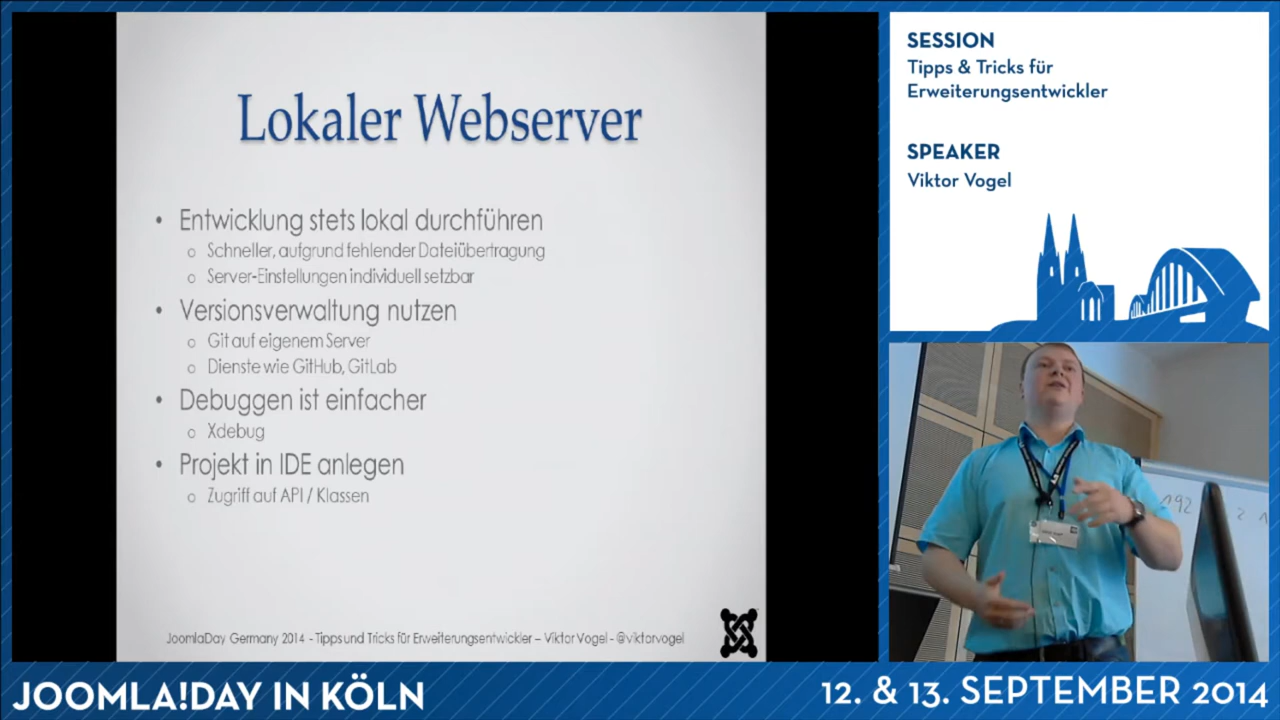 Lokaler Webserver
• Entwicklung stets lokal durchführen
o Schneller, aufgrund fehlender Dateiübertragung
o Server-Einstellungen individuell setzbar
• Versionsverwaltung nutzen
o Git auf eigenem Server
o Dienste wie GitHub, GitLab
• Debuggen ist einfacher
o Xdebug
• Projekt in IDE anlegen
o Zugriff auf API / Klassen
JoomlaDay Germany 2014 - Tipps und Tricks für Erweiterungsentwickler – Viktor Vogel - @viktorvogel
SESSION
Tipps & Tricks für
Erweiterungsentwickler
SPEAKER
Viktor Vogel
192
2
JOOMLA!DAY IN KÖLN
12. & 13. SEPTEMBER 2014